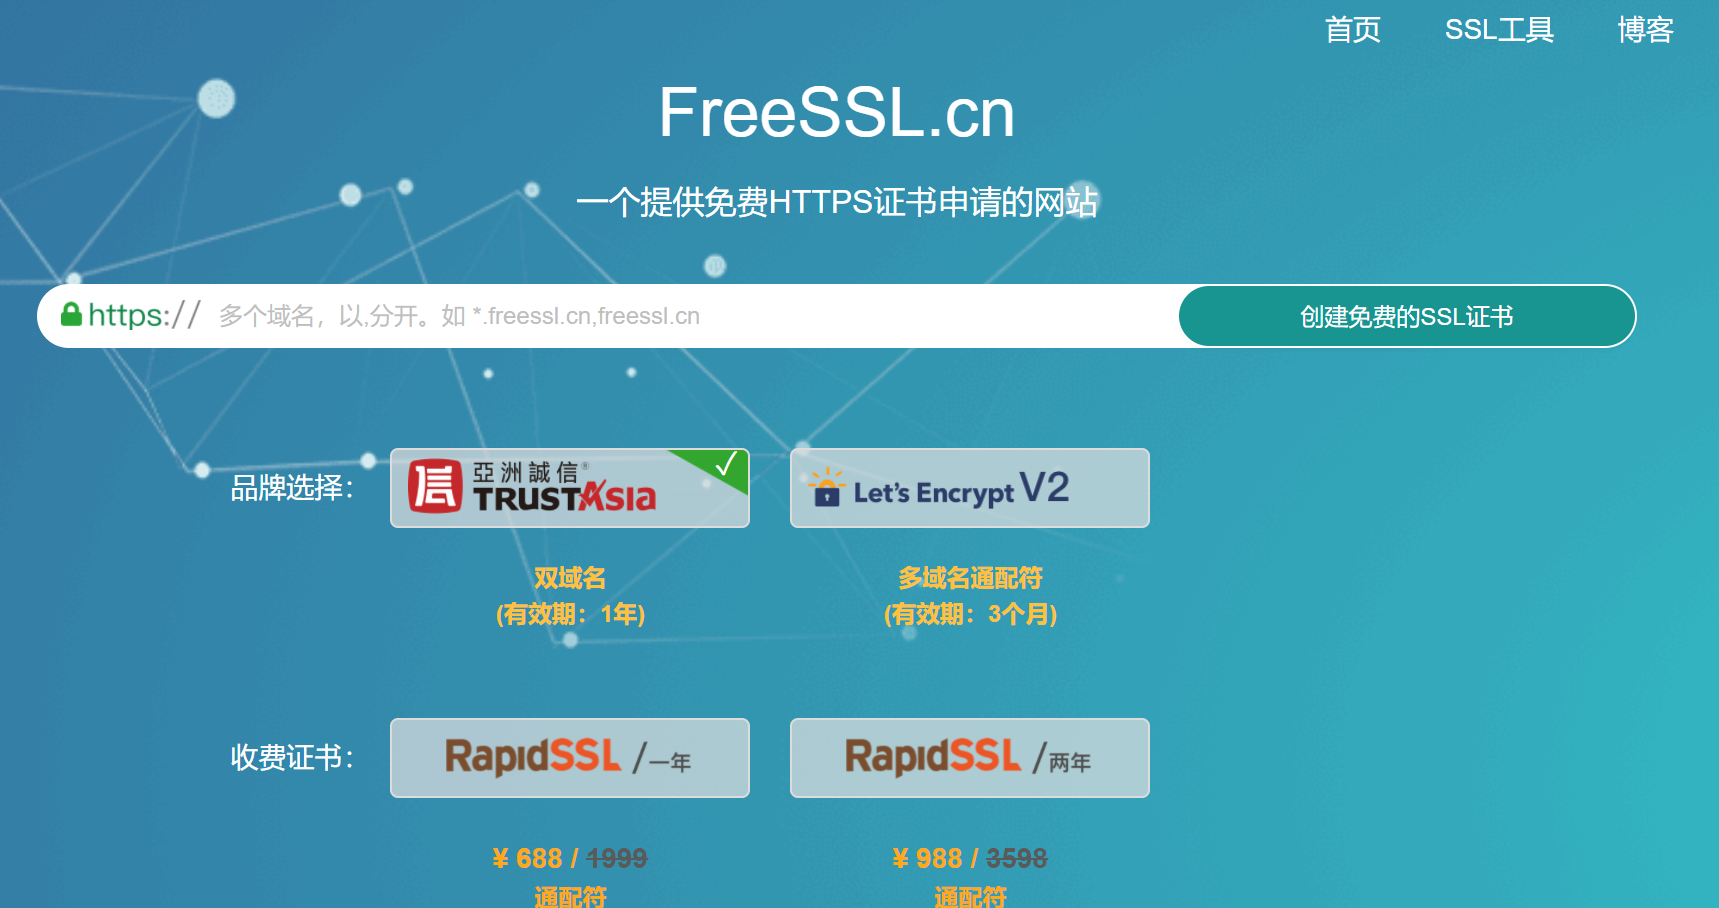 首页 SSL工具 博客
FreeSSL.cn
一个提供免费HTTPS证书申请的网站
https:// 多个域名，以,分开。如 *.freessl.cn,freessl.cn 创建免费的SSL证书
品牌选择：
信 亞洲誠信®
TRUSTAsia
Let's Encrypt V2
双域名
(有效期：1年)
多域名通配符
(有效期：3个月)
收费证书：
RapidSSL /一年
RapidSSL /两年
¥ 688 / 1999
通配符
¥ 988 / 3598
通配符